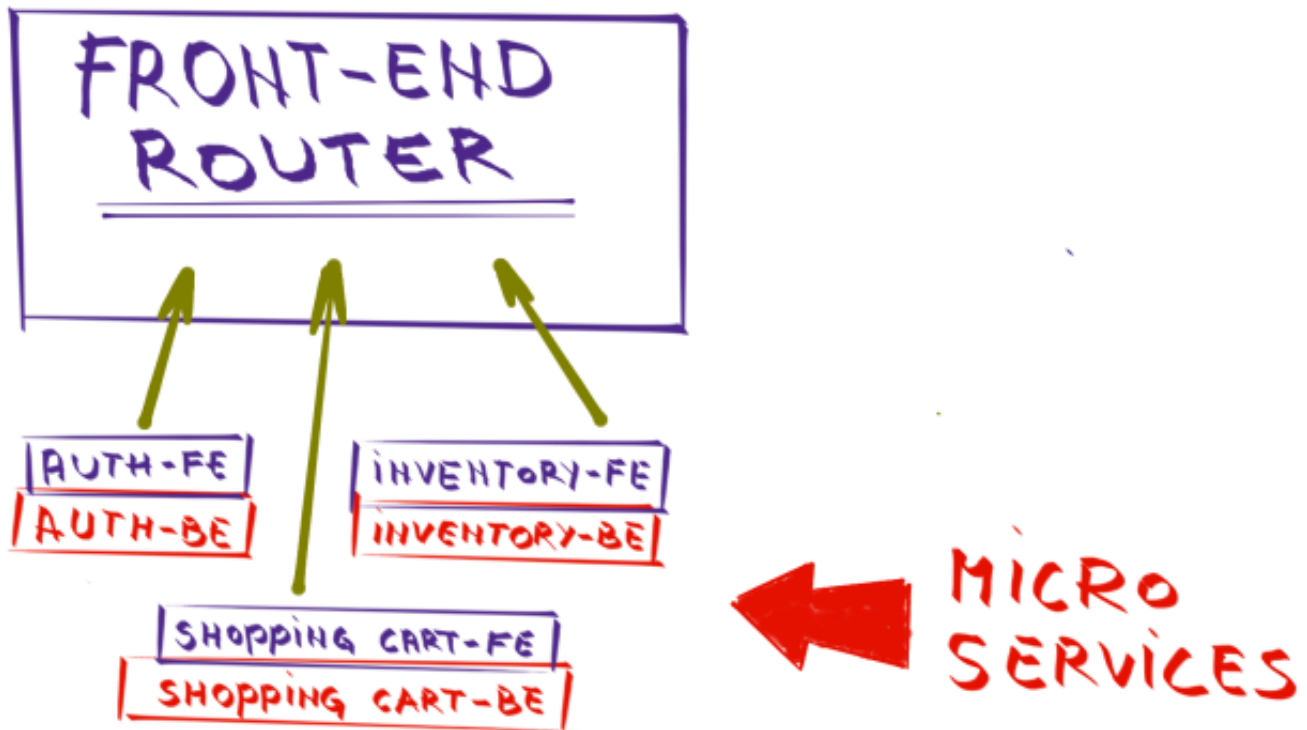 FRONT-END
ROUTER
AUTH-FE
AUTH-BE
INVENTORY-FE
INVENTORY-BE
SHOPPING CART-FE
SHOPPING CART-BE
MICRO
SERVICES